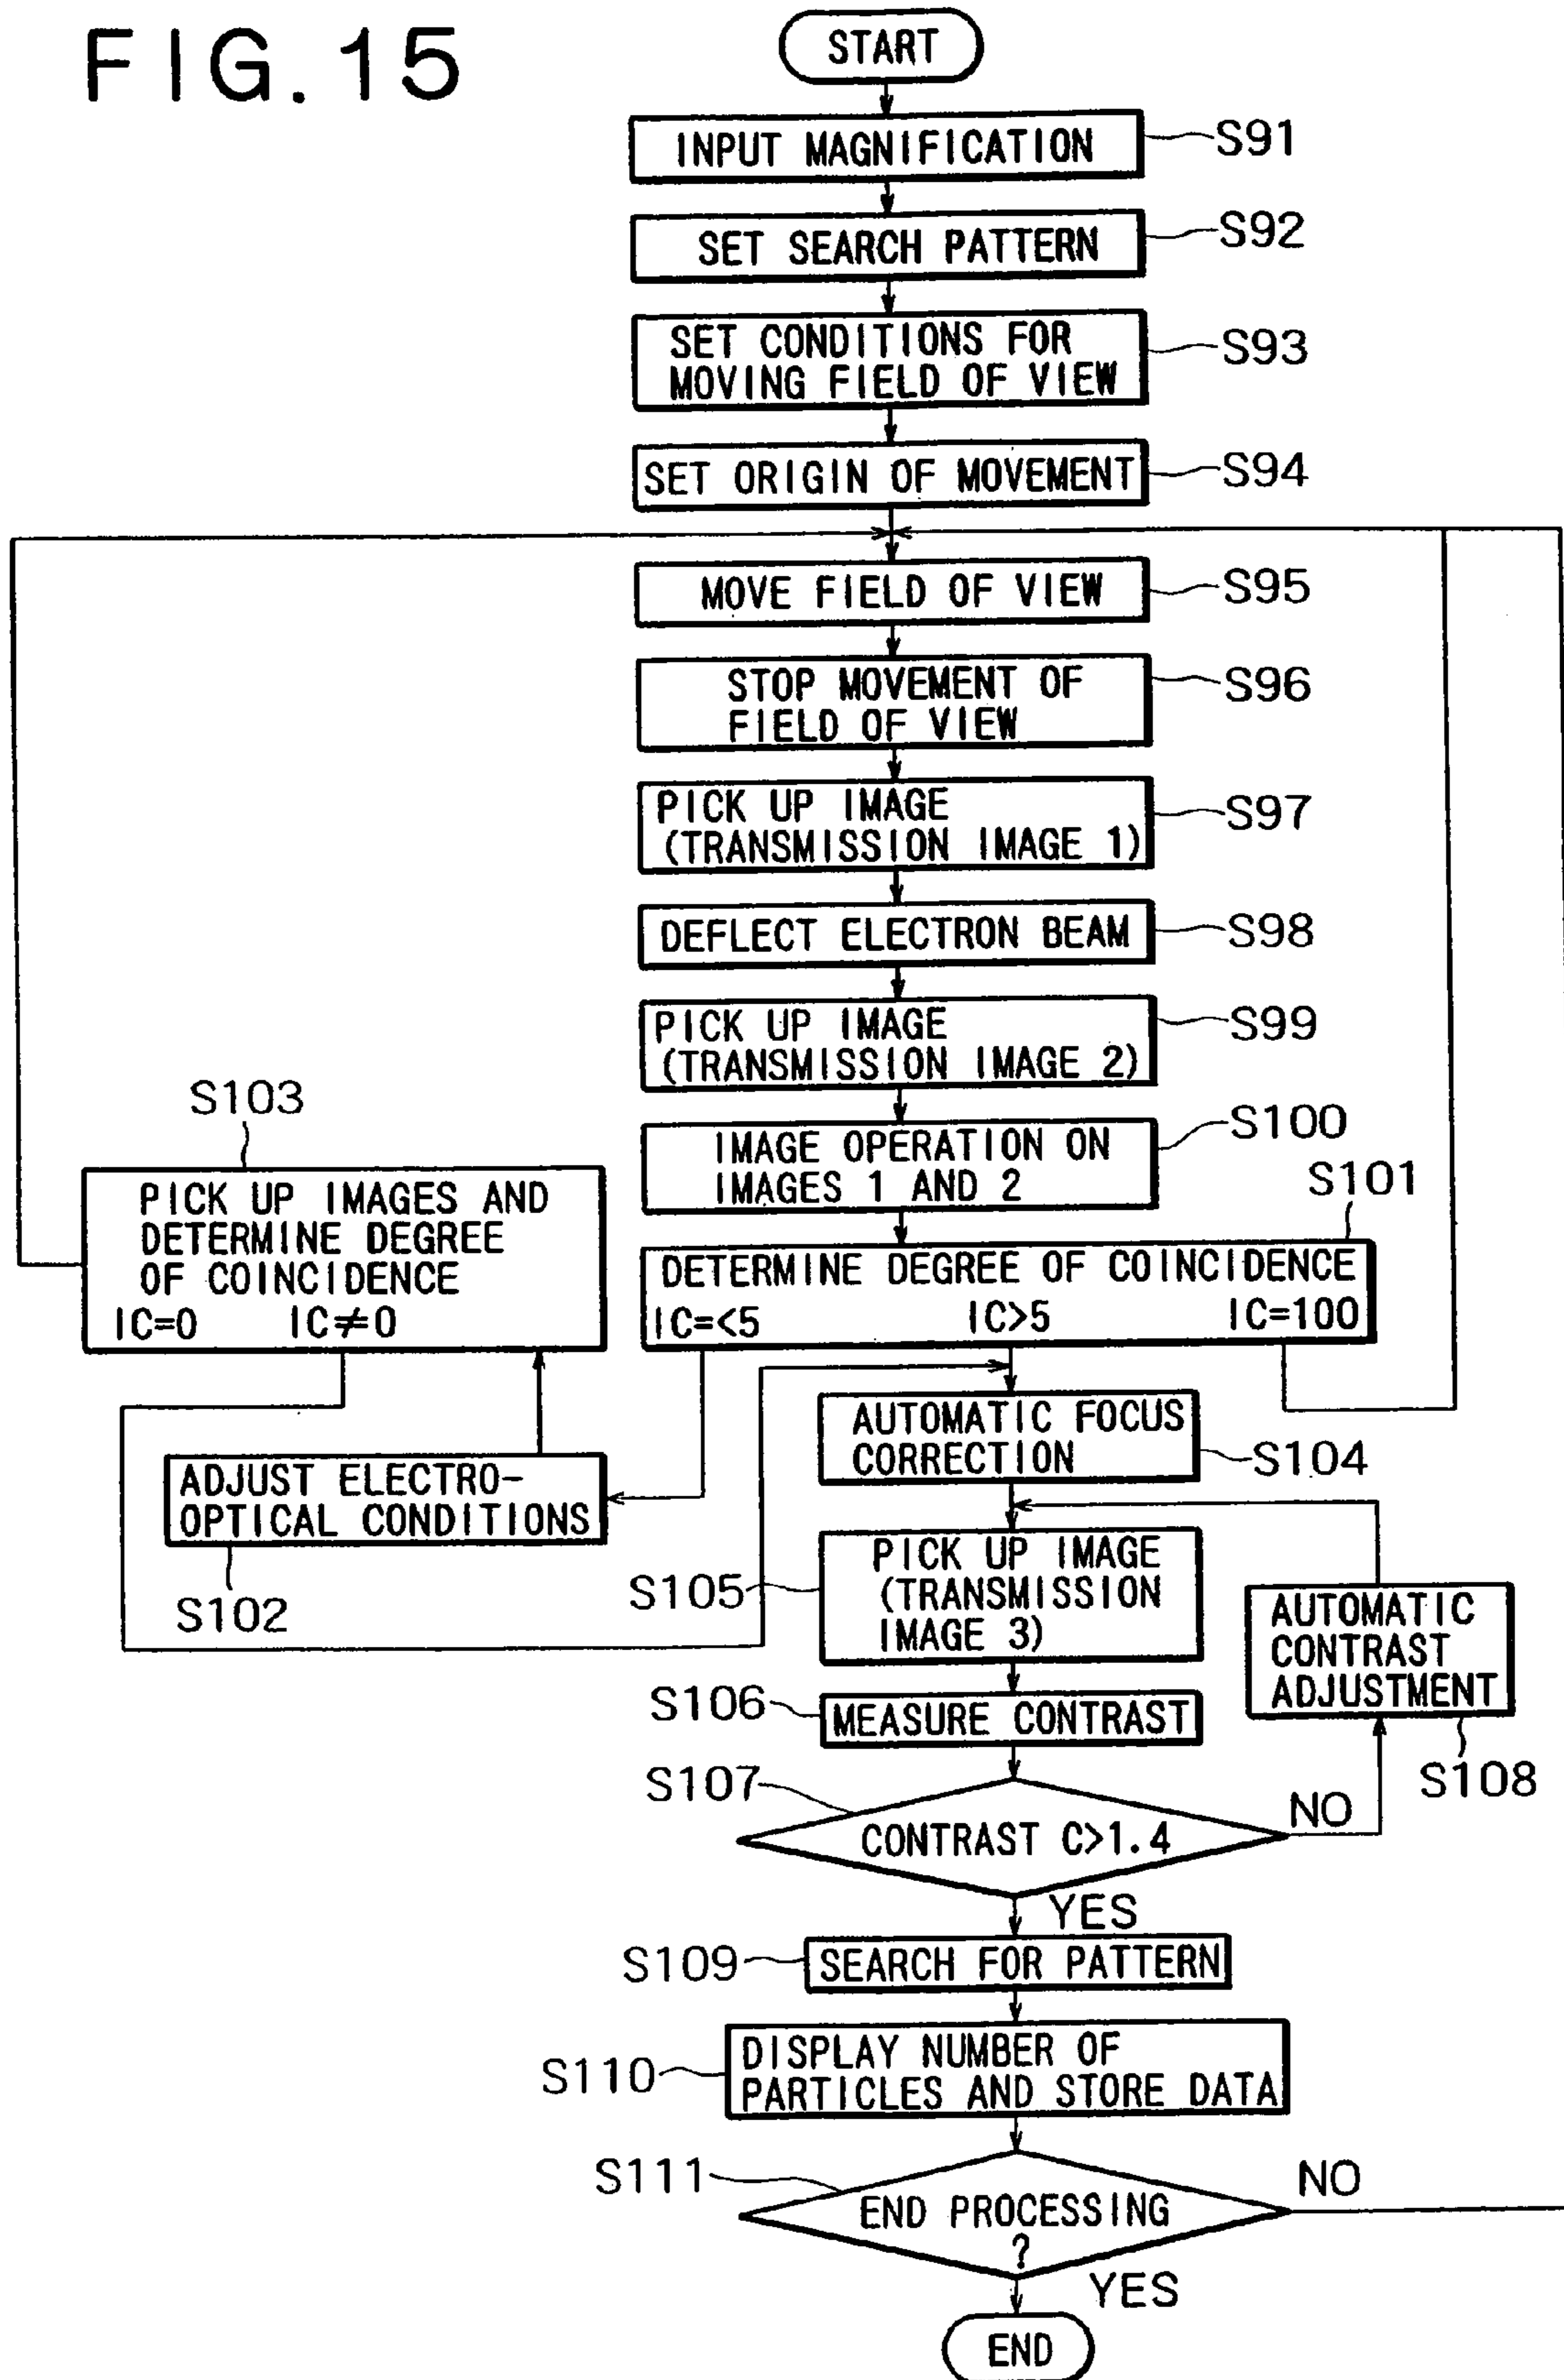 FIG. 15
START
INPUT MAGNIFICATION
S91
SET SEARCH PATTERN
S92
SET CONDITIONS FOR
MOVING FIELD OF VIEW
S93
SET ORIGIN OF MOVEMENT
S94
MOVE FIELD OF VIEW
S95
STOP MOVEMENT OF
FIELD OF VIEW
S96
PICK UP IMAGE
(TRANSMISSION IMAGE 1)
S97
DEFLECT ELECTRON BEAM
S98
PICK UP IMAGE
(TRANSMISSION IMAGE 2)
S99
IMAGE OPERATION ON
IMAGES 1 AND 2
S100
S101
DETERMINE DEGREE OF COINCIDENCE
IC=<5 IC>5 IC=100
S103
PICK UP IMAGES AND
DETERMINE DEGREE
OF COINCIDENCE
IC=0 IC≠0
ADJUST ELECTRO-
OPTICAL CONDITIONS
S102
AUTOMATIC FOCUS
CORRECTION
S104
S105
PICK UP IMAGE
(TRANSMISSION
IMAGE 3)
AUTOMATIC
CONTRAST
ADJUSTMENT
S108
S106
MEASURE CONTRAST
S107
CONTRAST C>1.4
NO
YES
S109
SEARCH FOR PATTERN
S110
DISPLAY NUMBER OF
PARTICLES AND STORE DATA
S111
END PROCESSING
?
NO
YES
END